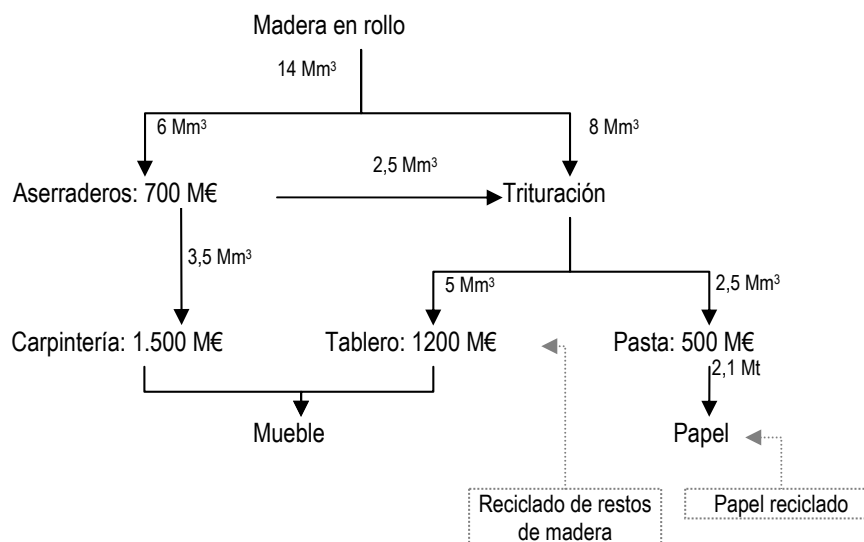 Madera en rollo
14 Mm³
6 Mm³
8 Mm³
2,5 Mm³
Aserraderos: 700 M€
Trituración
3,5 Mm³
5 Mm³
2,5 Mm³
Carpintería: 1.500 M€
Tablero: 1200 M€
Pasta: 500 M€
2,1 Mt
Mueble
Papel
Reciclado de restos
de madera
Papel reciclado